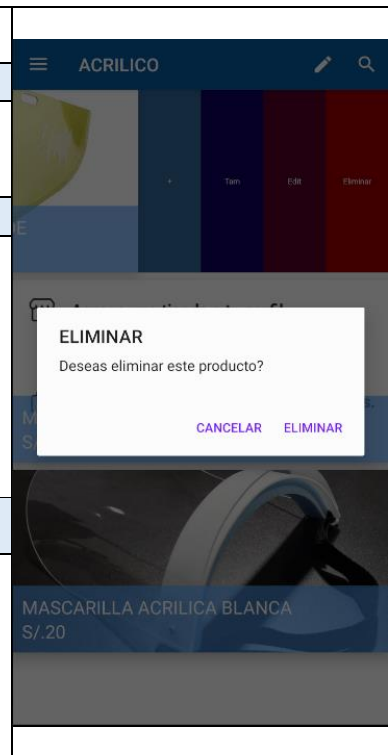 ACRILICO
+
Tam
Edit
Eliminar
ELIMINAR
Deseas eliminar este producto?
CANCELAR
ELIMINAR
MASCARILLA ACRILICA BLANCA
S/.20